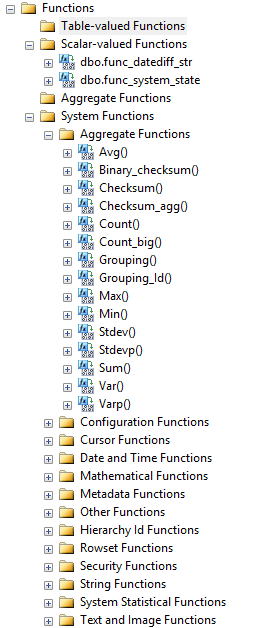 Functions
Table-valued Functions
Scalar-valued Functions
dbo.func_datediff_str
dbo.func_system_state
Aggregate Functions
System Functions
Aggregate Functions
Avg()
Binary_checksum()
Checksum()
Checksum_agg()
Count()
Count_big()
Grouping()
Grouping_Id()
Max()
Min()
Stdev()
Stdevp()
Sum()
Var()
Varp()
Configuration Functions
Cursor Functions
Date and Time Functions
Mathematical Functions
Metadata Functions
Other Functions
Hierarchy Id Functions
Rowset Functions
Security Functions
String Functions
System Statistical Functions
Text and Image Functions